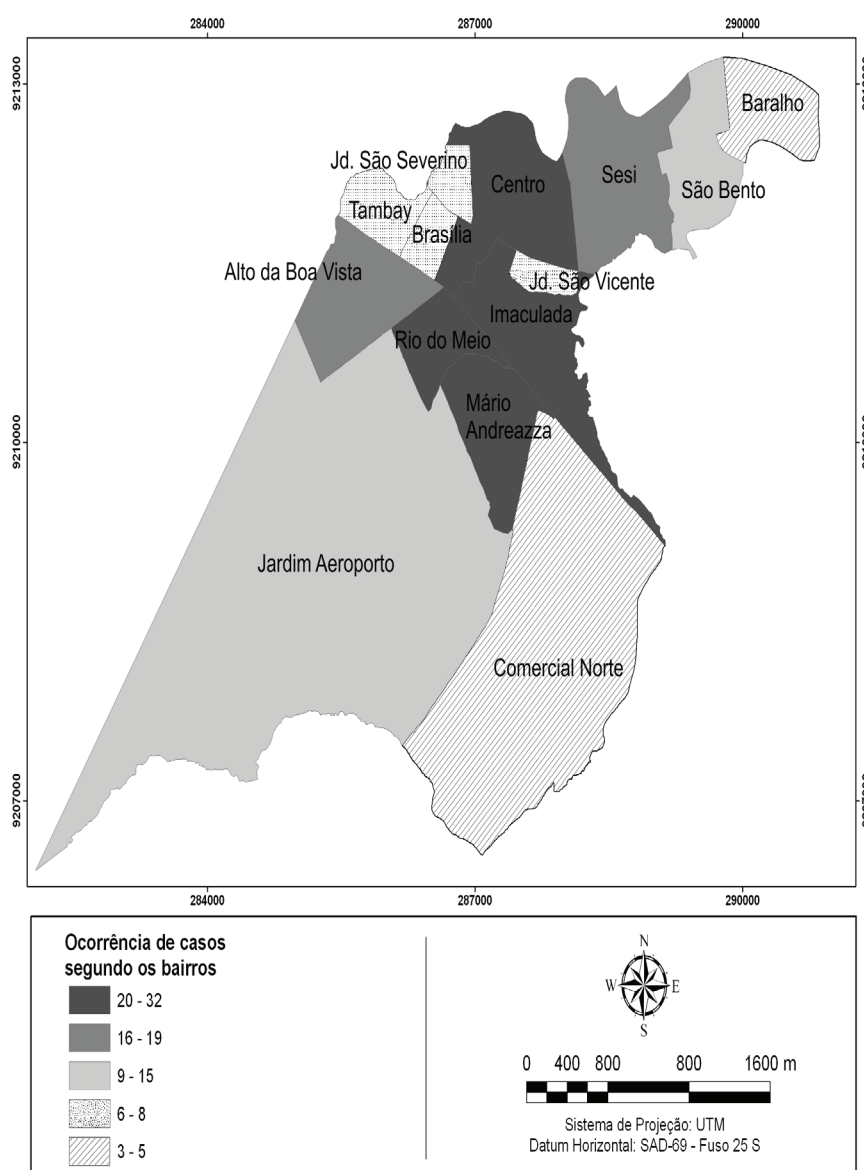 284000 287000 290000
9213000
Baralho
Jd. São Severino
Centro
Sesi
São Bento
Tambay
Brasília
Alto da Boa Vista
Jd. São Vicente
Imaculada
Rio do Meio
Mário
Andreazza
9210000
Jardim Aeroporto
Comercial Norte
9207000
284000 287000 290000
Ocorrência de casos
segundo os bairros
20 - 32
16 - 19
9 - 15
6 - 8
3 - 5
N
W E
S
0 400 800 800 1600 m
Sistema de Projeção: UTM
Datum Horizontal: SAD-69 - Fuso 25 S